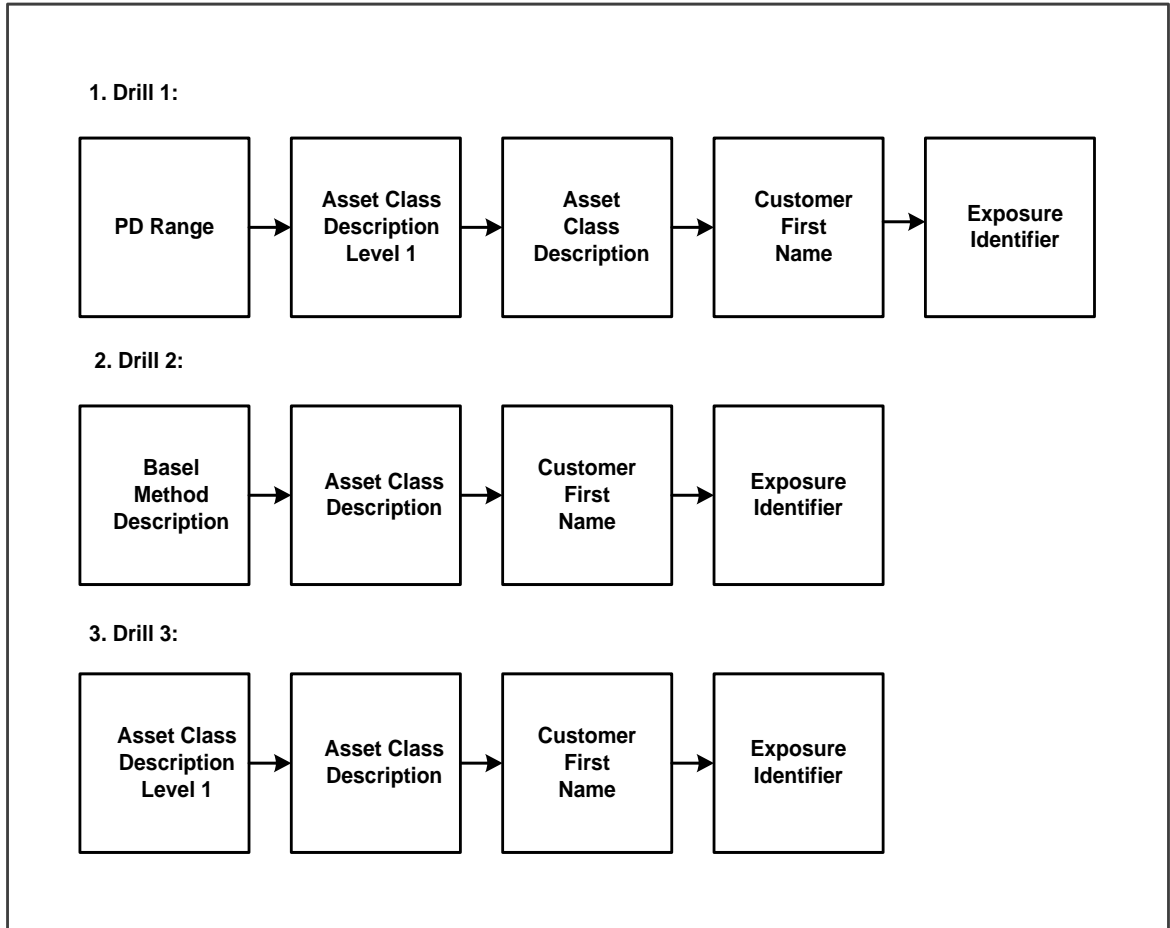 1. Drill 1:
PD Range
Asset Class
Description
Level 1
Asset
Class
Description
Customer
First
Name
Exposure
Identifier
2. Drill 2:
Basel
Method
Description
Asset Class
Description
Customer
First
Name
Exposure
Identifier
3. Drill 3:
Asset Class
Description
Level 1
Asset Class
Description
Customer
First
Name
Exposure
Identifier